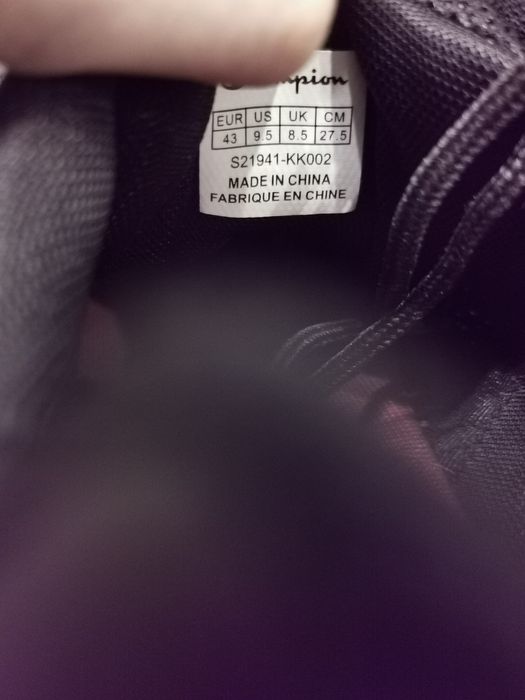 Champion
EUR US UK CM
43 9.5 8.5 27.5
S21941-KK002
MADE IN CHINA
FABRIQUE EN CHINE